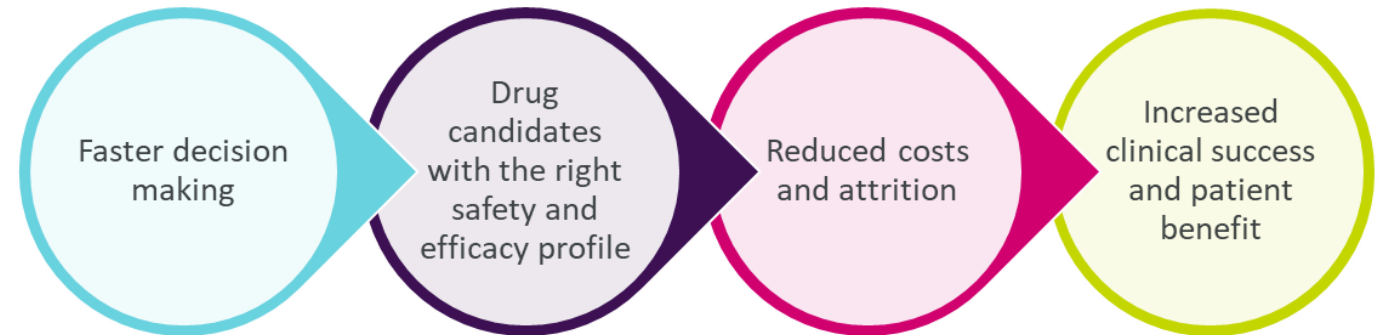 Faster decision
making
Drug
candidates
with the right
safety and
efficacy profile
Reduced costs
and attrition
Increased
clinical success
and patient
benefit